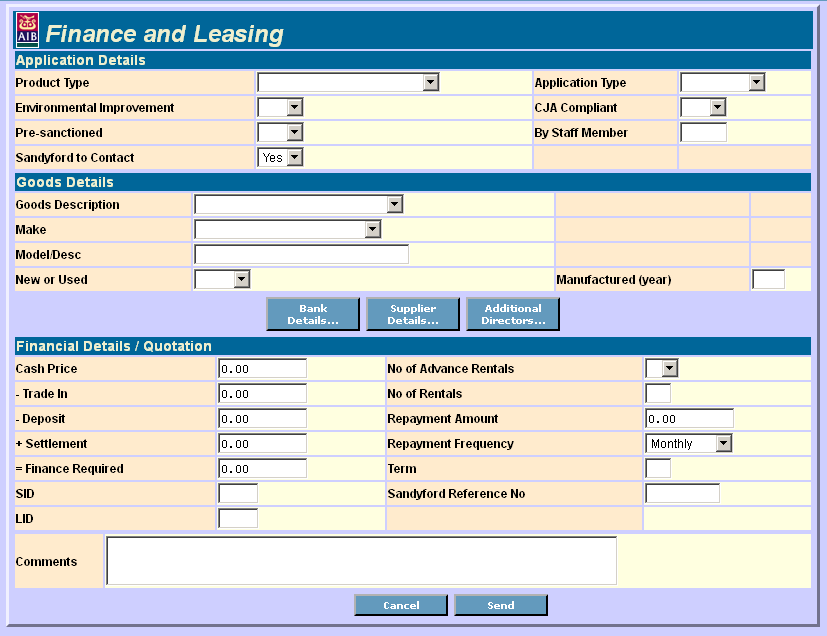 AIB Finance and Leasing
Application Details
Product Type Application Type
Environmental Improvement CJA Compliant
Pre-sanctioned By Staff Member
Sandyford to Contact Yes
Goods Details
Goods Description
Make
Model/Desc
New or Used Manufactured (year)
Bank Details... Supplier Details... Additional Directors...
Financial Details / Quotation
Cash Price 0.00 No of Advance Rentals
- Trade In 0.00 No of Rentals
- Deposit 0.00 Repayment Amount 0.00
+ Settlement 0.00 Repayment Frequency Monthly
= Finance Required 0.00 Term
SID Sandyford Reference No
LID
Comments
Cancel Send